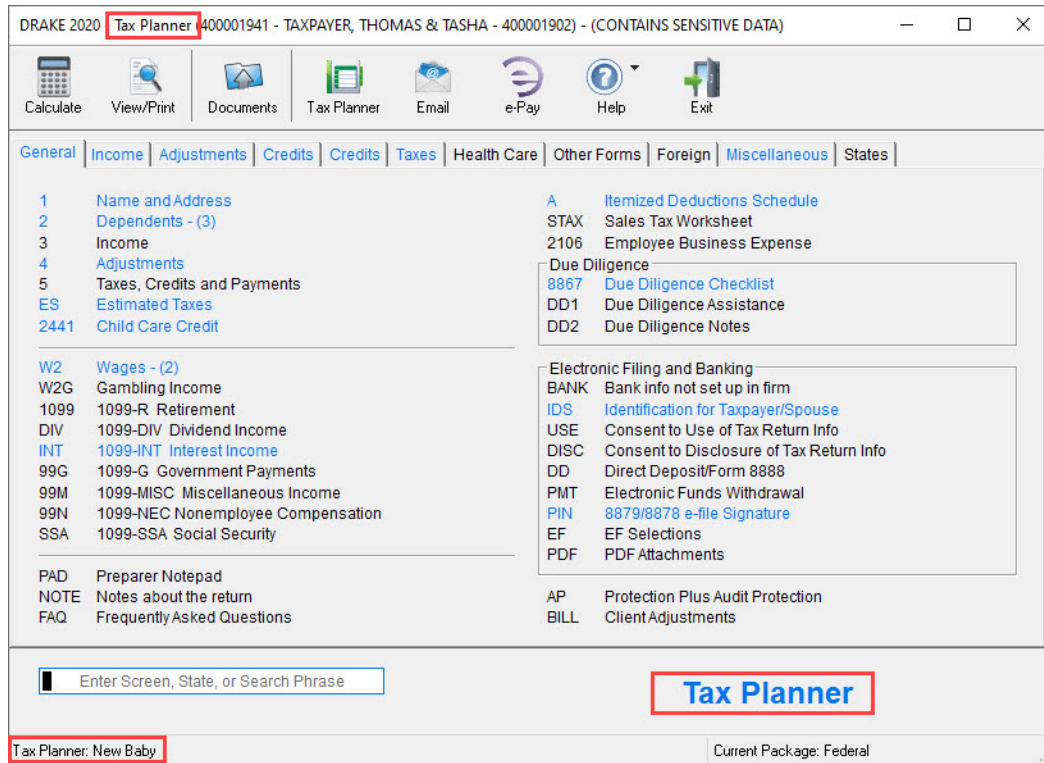 DRAKE 2020 Tax Planner (400001941 - TAXPAYER, THOMAS & TASHA - 400001902) - (CONTAINS SENSITIVE DATA)
Calculate View/Print Documents Tax Planner Email e-Pay Help Exit
General Income Adjustments Credits Credits Taxes Health Care Other Forms Foreign Miscellaneous States
1 Name and Address
2 Dependents - (3)
3 Income
4 Adjustments
5 Taxes, Credits and Payments
ES Estimated Taxes
2441 Child Care Credit
W2 Wages - (2)
W2G Gambling Income
1099 1099-R Retirement
DIV 1099-DIV Dividend Income
INT 1099-INT Interest Income
99G 1099-G Government Payments
99M 1099-MISC Miscellaneous Income
99N 1099-NEC Nonemployee Compensation
SSA 1099-SSA Social Security
PAD Preparer Notepad
NOTE Notes about the return
FAQ Frequently Asked Questions
A Itemized Deductions Schedule
STAX Sales Tax Worksheet
2106 Employee Business Expense
Due Diligence
8867 Due Diligence Checklist
DD1 Due Diligence Assistance
DD2 Due Diligence Notes
Electronic Filing and Banking
BANK Bank info not set up in firm
IDS Identification for Taxpayer/Spouse
USE Consent to Use of Tax Return Info
DISC Consent to Disclosure of Tax Return Info
DD Direct Deposit/Form 8888
PMT Electronic Funds Withdrawal
PIN 8879/8878 e-file Signature
EF EF Selections
PDF PDF Attachments
AP Protection Plus Audit Protection
BILL Client Adjustments
Enter Screen, State, or Search Phrase
Tax Planner
Tax Planner: New Baby
Current Package: Federal